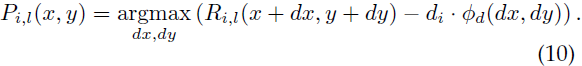 P_{i,l}(x, y) = argmax_{dx,dy} (R_{i,l}(x + dx, y + dy) − d_i · ϕ_d(dx, dy)) .
(10)